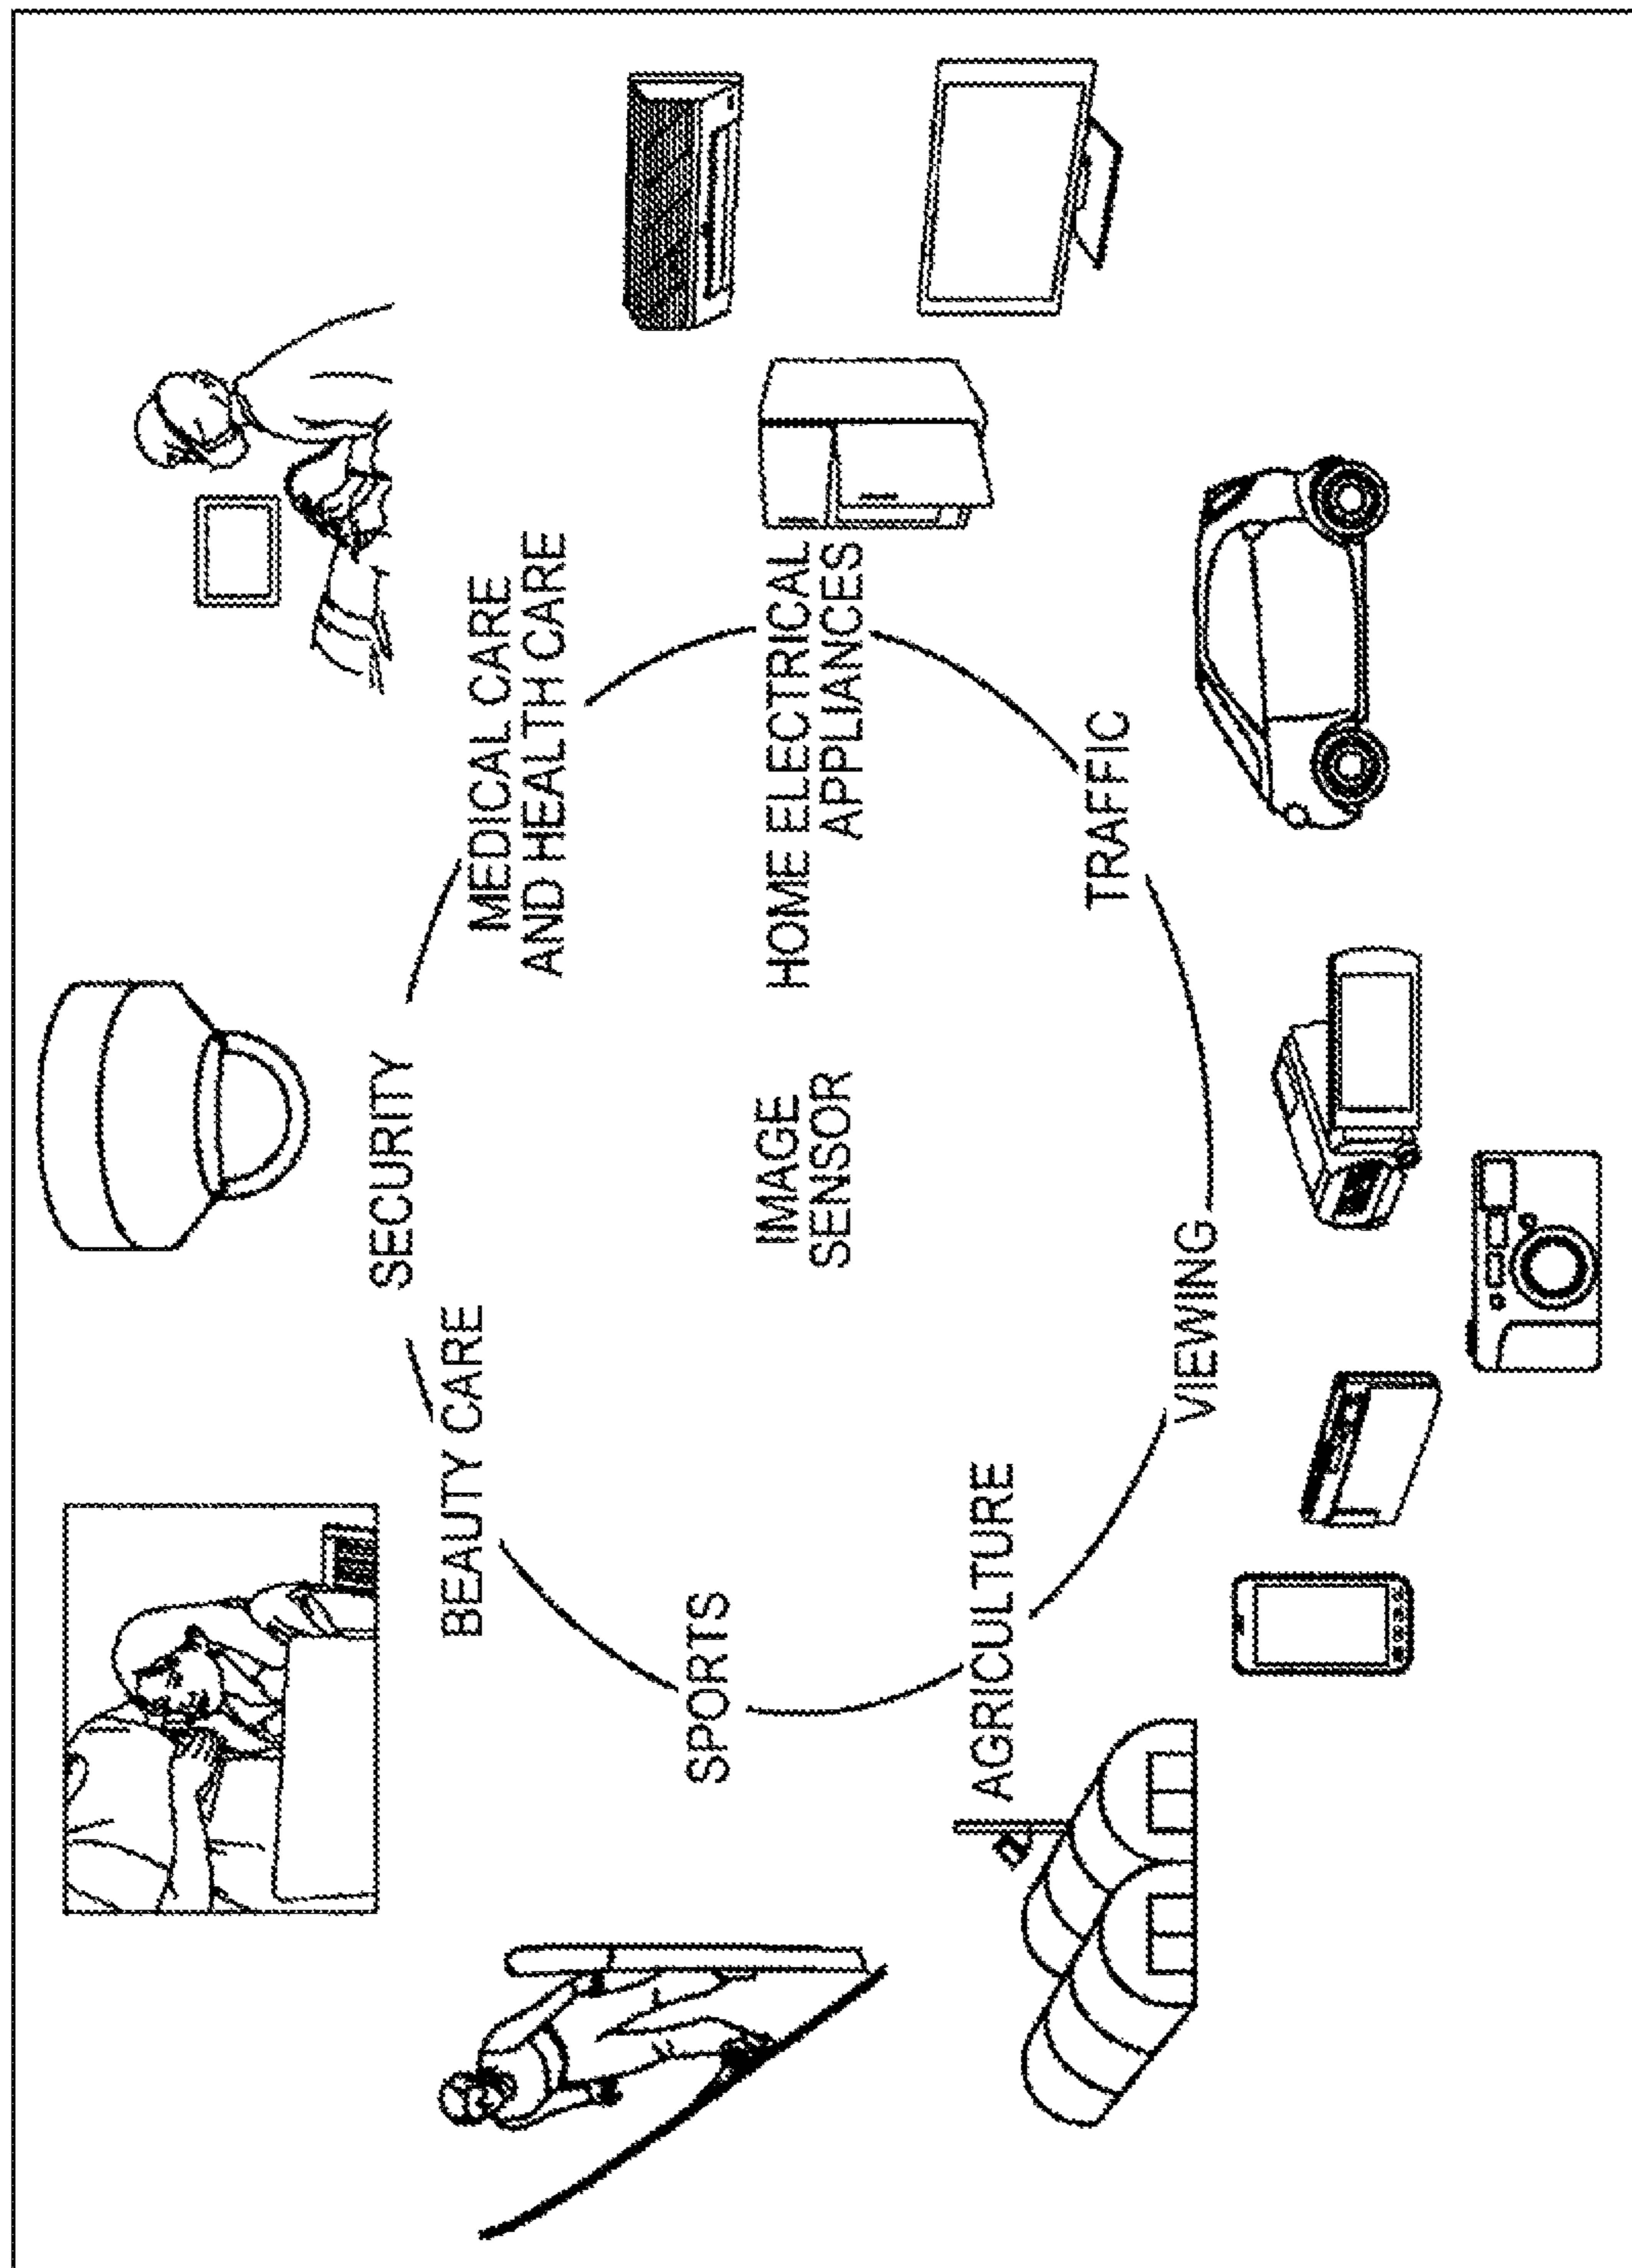 SECURITY
BEAUTY CARE
MEDICAL CARE
AND HEALTH CARE
SPORTS
IMAGE
SENSOR
HOME ELECTRICAL
APPLIANCES
AGRICULTURE
TRAFFIC
VIEWING